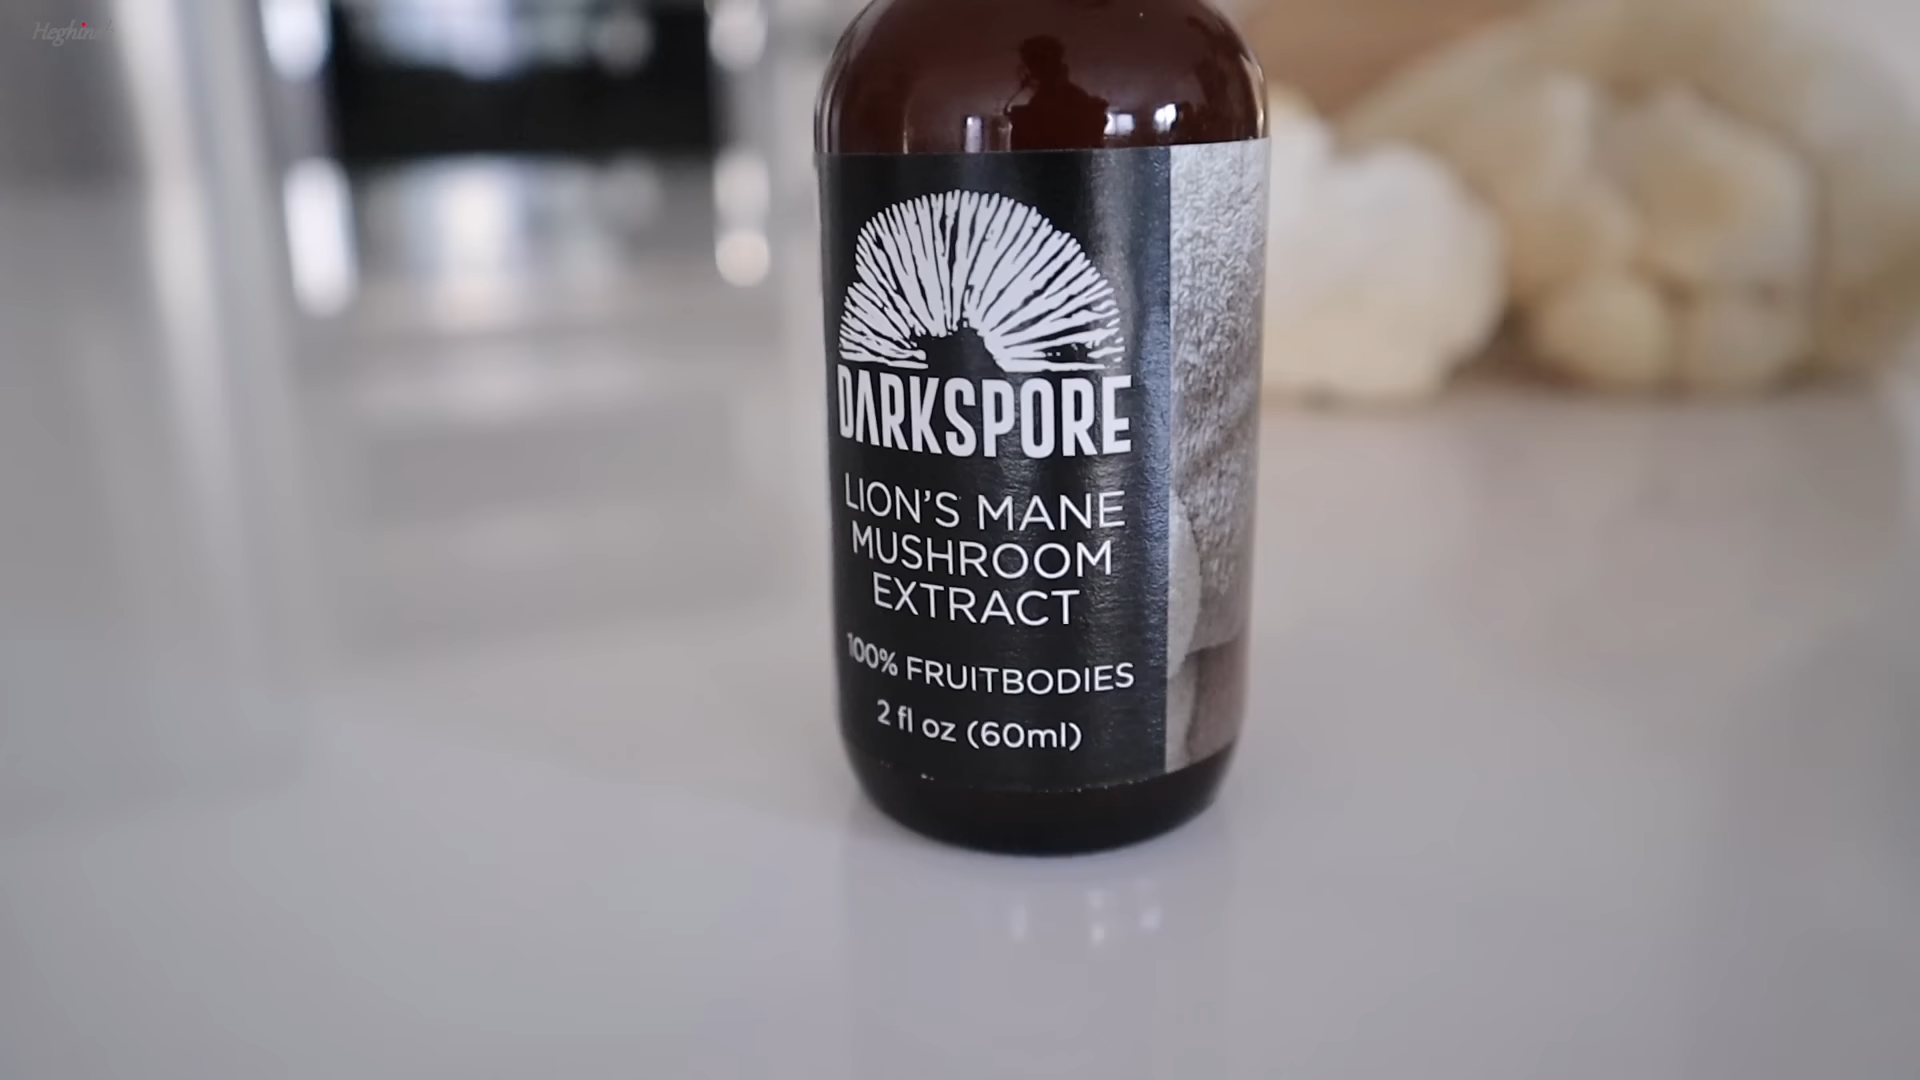 DARKSPORE
LION'S MANE
MUSHROOM
EXTRACT
100% FRUITBODIES
2 fl oz (60ml)